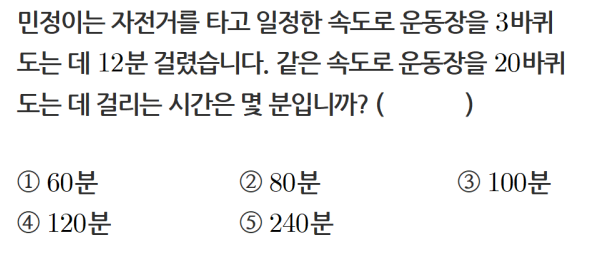 민정이는 자전거를 타고 일정한 속도로 운동장을 3바퀴
도는 데 12분 걸렸습니다. 같은 속도로 운동장을 20바퀴
도는 데 걸리는 시간은 몇 분입니까? (        )
① 60분 ② 80분 ③ 100분
④ 120분 ⑤ 240분